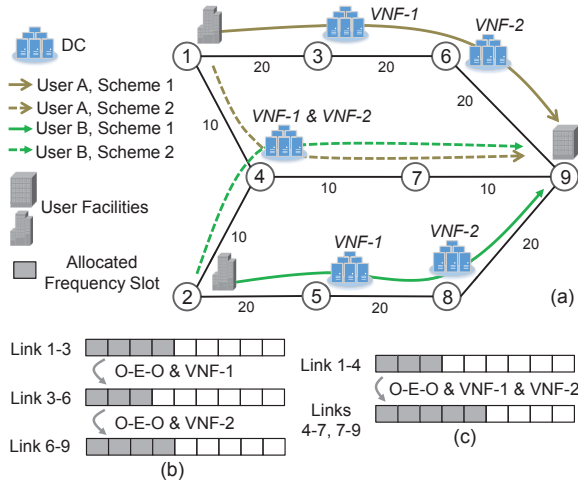 VNF-1
VNF-2
DC
1
3
6
20
20
User A, Scheme 1
User A, Scheme 2
User B, Scheme 1
User B, Scheme 2
10
VNF-1 & VNF-2
20
4
7
9
10
10
User Facilities
10
VNF-1
VNF-2
20
Allocated
Frequency Slot
2
5
8
20
20
(a)
Link 1-3
O-E-O & VNF-1
Link 3-6
O-E-O & VNF-2
Link 6-9
(b)
Link 1-4
O-E-O & VNF-1 & VNF-2
Links
4-7, 7-9
(c)